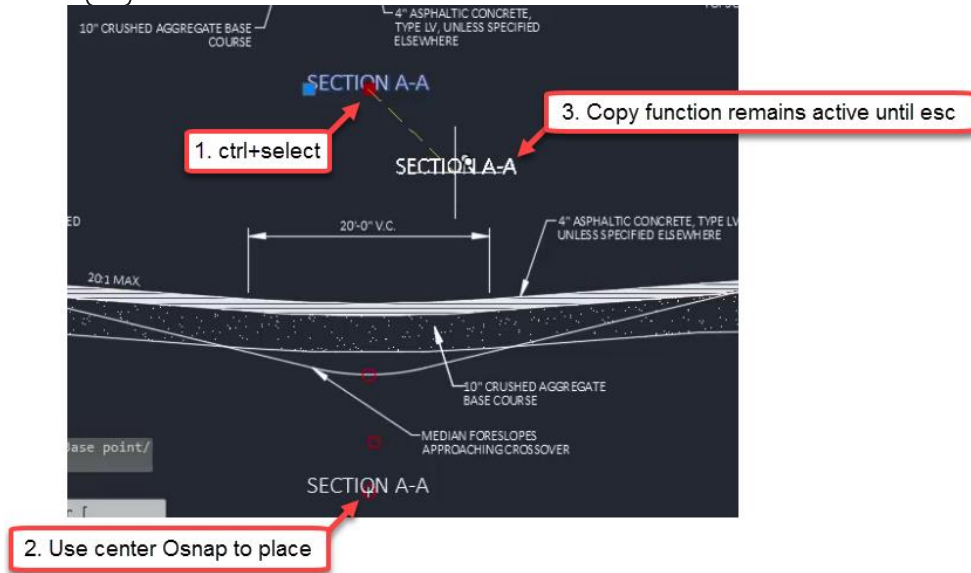 4" ASPHALTIC CONCRETE,
10" CRUSHED AGGREGATE BASE
TYPE LV, UNLESS SPECIFIED
COURSE
ELSEWHERE
SECTION A-A
3. Copy function remains active until esc
1. ctrl+select
SECTION A-A
20'-0" V.C.
4" ASPHALTIC CONCRETE, TYPE LV
UNLESS SPECIFIED ELSEWHERE
20:1 MAX
10" CRUSHED AGGREGATE
BASE COURSE
MEDIAN FORESLOPES
APPROACHING CROSSOVER
base point/
SECTION A-A
2. Use center Osnap to place